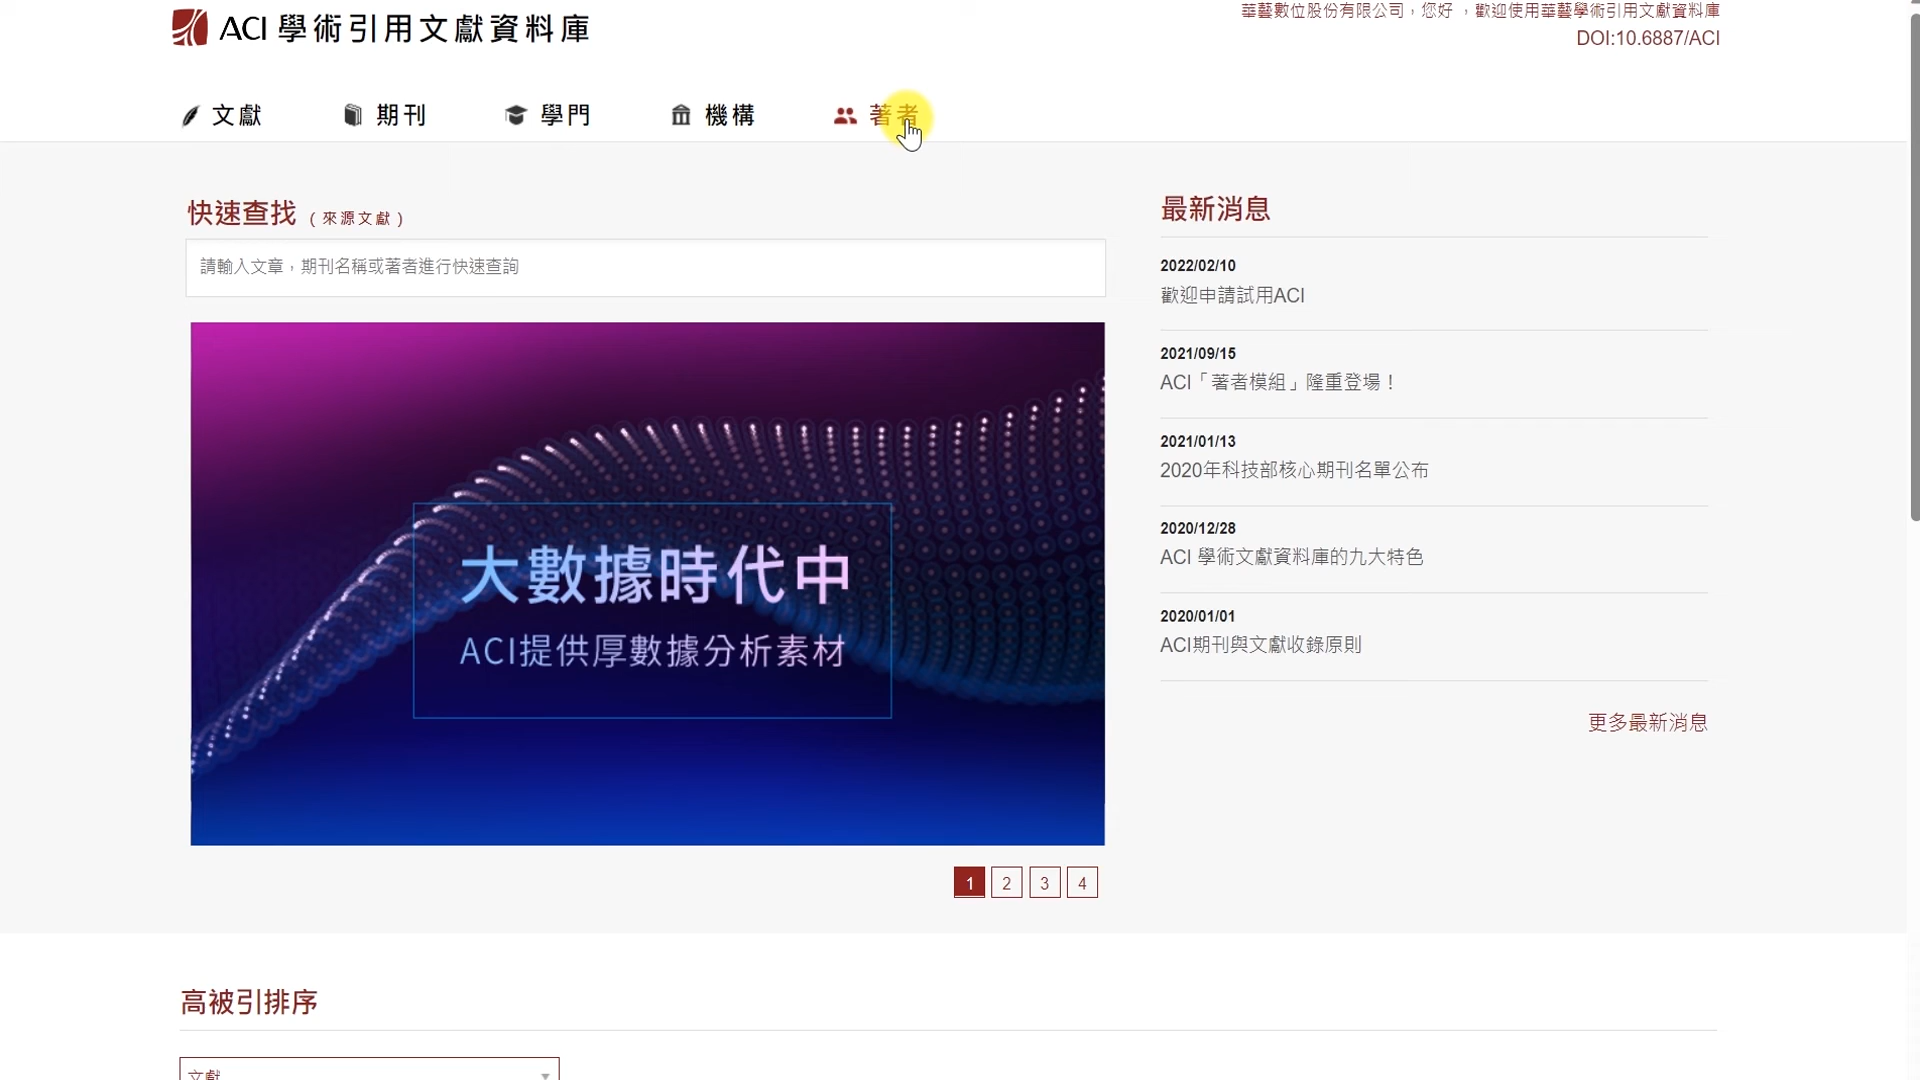 ACI 學術引用文獻資料庫
華藝數位股份有限公司，您好 ，歡迎使用華藝學術引用文獻資料庫
DOI:10.6887/ACI
文獻
期刊
學門
機構
著者
快速查找 ( 來源文獻 )
請輸入文章，期刊名稱或著者進行快速查詢
大數據時代中
ACI提供厚數據分析素材
1 2 3 4
最新消息
2022/02/10
歡迎申請試用ACI
2021/09/15
ACI「著者模組」隆重登場！
2021/01/13
2020年科技部核心期刊名單公布
2020/12/28
ACI 學術文獻資料庫的九大特色
2020/01/01
ACI期刊與文獻收錄原則
更多最新消息
高被引排序
文獻